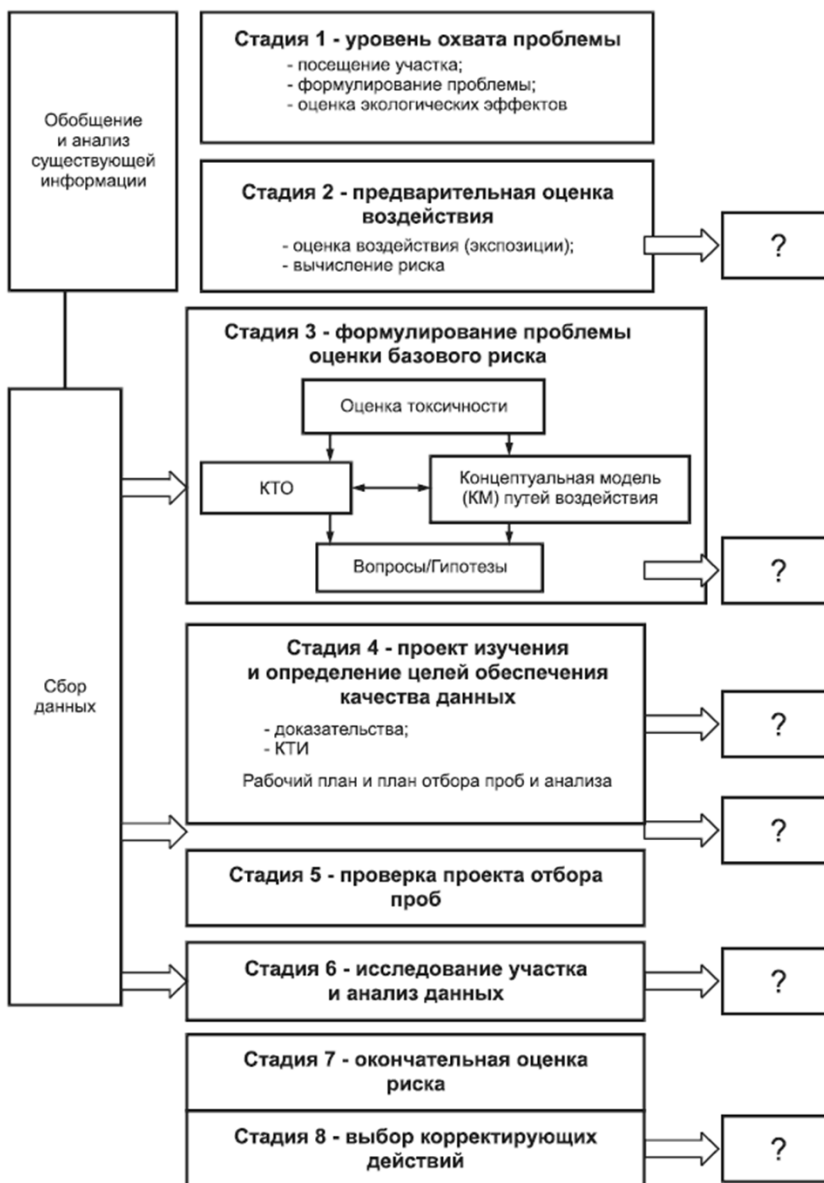 Обобщение
и анализ
существующей
информации
Стадия 1 - уровень охвата проблемы
- посещение участка;
- формулирование проблемы;
- оценка экологических эффектов
Стадия 2 - предварительная оценка
воздействия
- оценка воздействия (экспозиции);
- вычисление риска
?
Стадия 3 - формулирование проблемы
оценки базового риска
Оценка токсичности
КТО
Концептуальная модель
(КМ) путей воздействия
Вопросы/Гипотезы
?
Сбор
данных
Стадия 4 - проект изучения
и определение целей обеспечения
качества данных
- доказательства;
- КТИ
Рабочий план и план отбора проб и анализа
?
?
Стадия 5 - проверка проекта отбора
проб
Стадия 6 - исследование участка
и анализ данных
?
Стадия 7 - окончательная оценка
риска
Стадия 8 - выбор корректирующих
действий
?